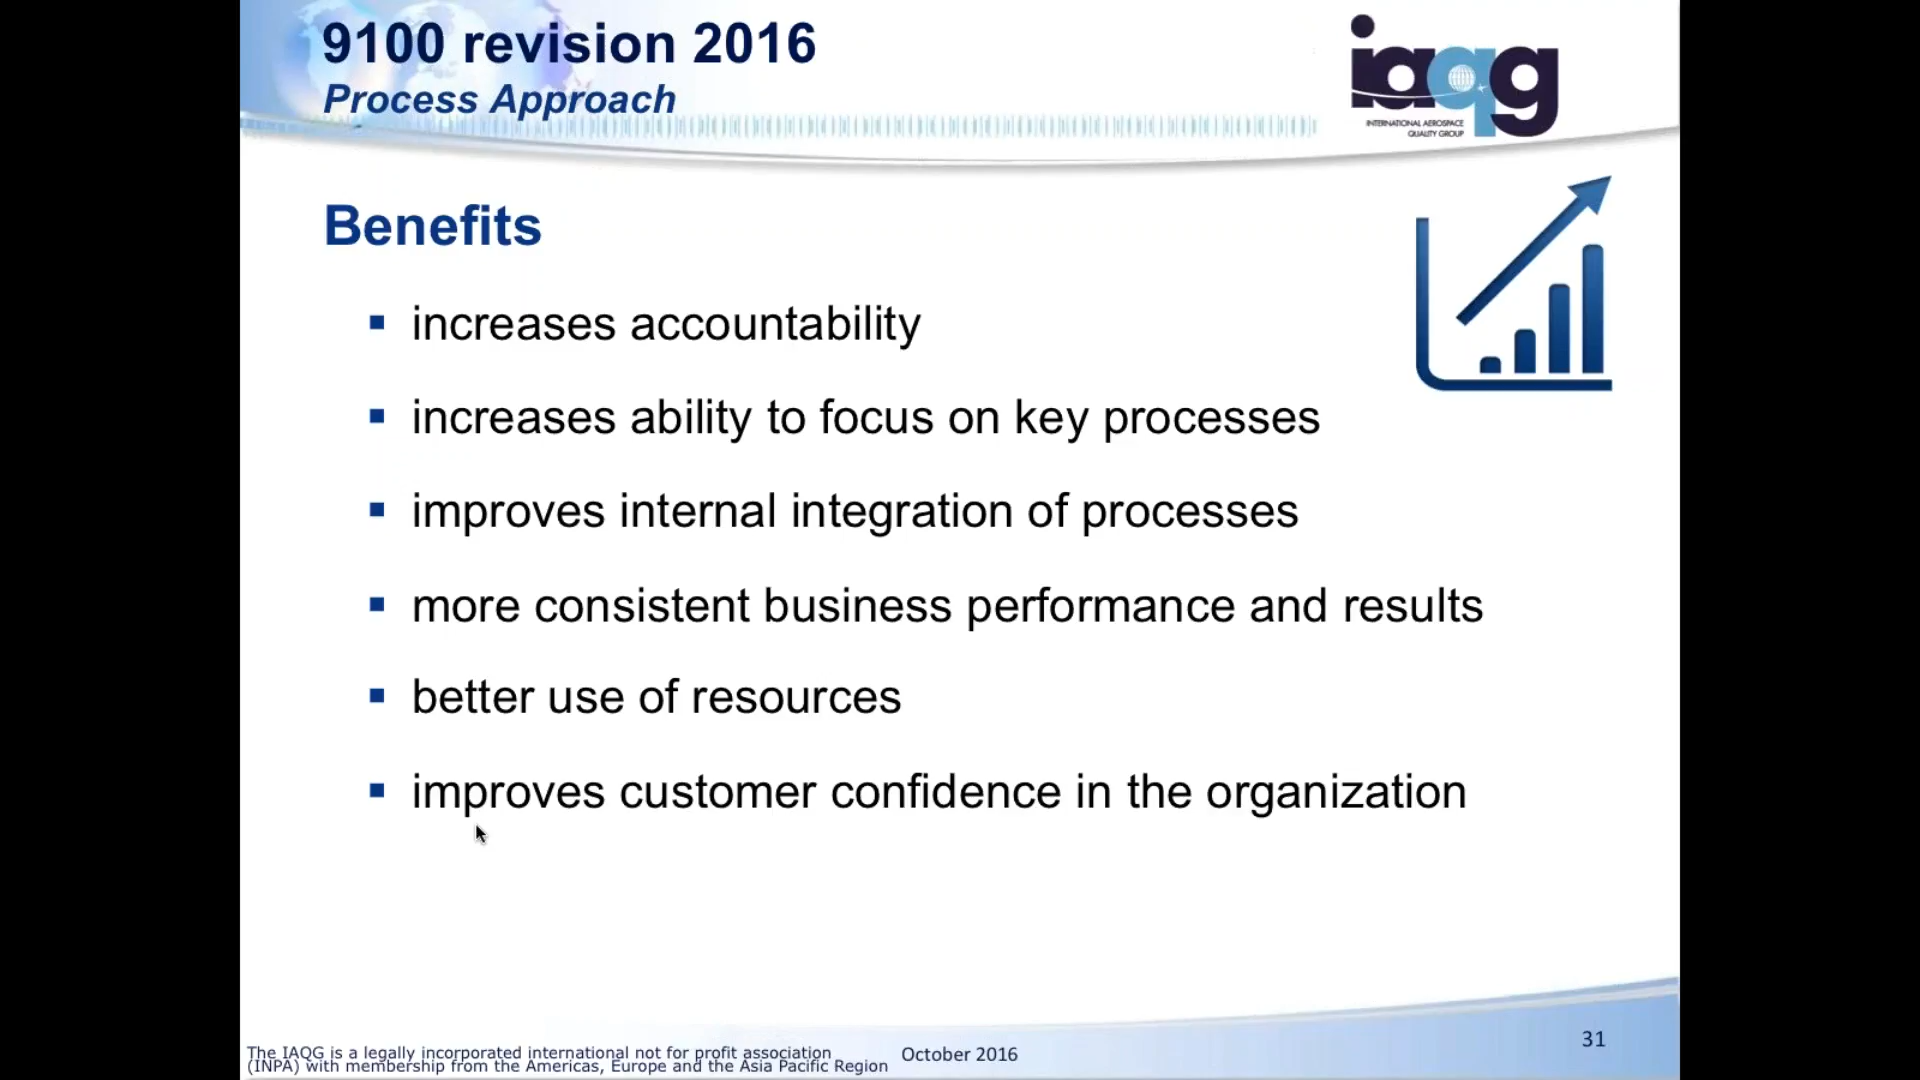 9100 revision 2016
Process Approach
iaqg
INTERNATIONAL AEROSPACE
QUALITY GROUP
Benefits
▪ increases accountability
▪ increases ability to focus on key processes
▪ improves internal integration of processes
▪ more consistent business performance and results
▪ better use of resources
▪ improves customer confidence in the organization
The IAQG is a legally incorporated international not for profit association
(INPA) with membership from the Americas, Europe and the Asia Pacific Region
October 2016
31